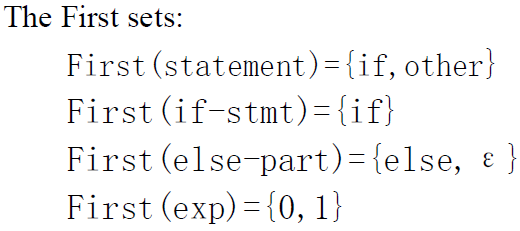 The First sets:
First(statement)={if,other}
First(if-stmt)={if}
First(else-part)={else, ε }
First(exp)={0,1}